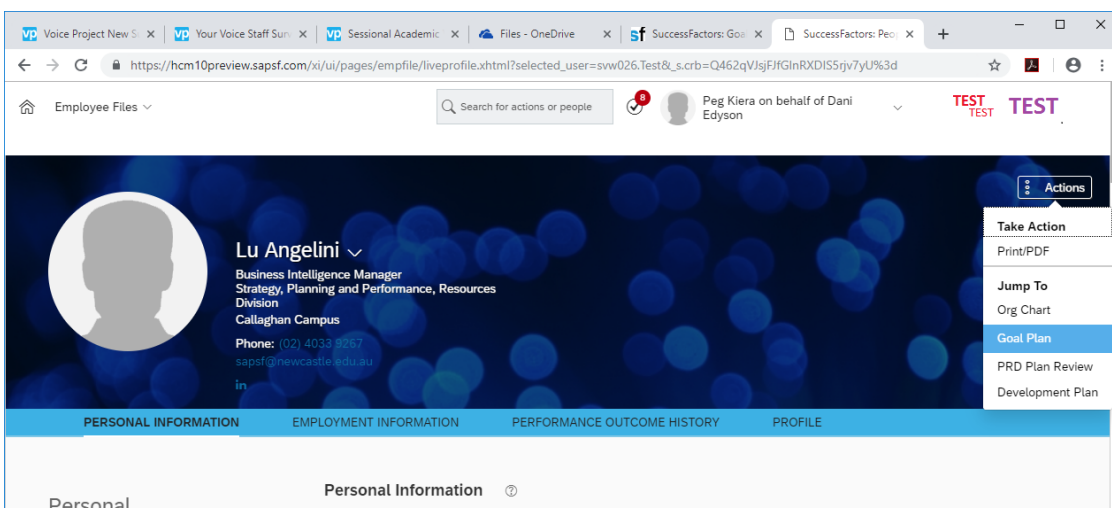 Voice Project New S
Your Voice Staff Sur
Sessional Academic
Files - OneDrive
SuccessFactors: Goa
SuccessFactors: Peop
https://hcm10preview.sapsf.com/xi/ui/pages/empfile/liveprofile.xhtml?selected_user=svw026.Test&_s.crb=Q462qVJsjFJfGlnRXDIS5rjv7yU%3d
Employee Files
Search for actions or people
8
Peg Kiera on behalf of Dani
Edyson
TEST
TEST
TEST
Actions
Take Action
Print/PDF
Jump To
Org Chart
Goal Plan
PRD Plan Review
Development Plan
Lu Angelini
Business Intelligence Manager
Strategy, Planning and Performance, Resources
Division
Callaghan Campus
Phone: (02) 4033 9267
sapsf@newcastle.edu.au
in
PERSONAL INFORMATION EMPLOYMENT INFORMATION PERFORMANCE OUTCOME HISTORY PROFILE
Personal Information
Personal